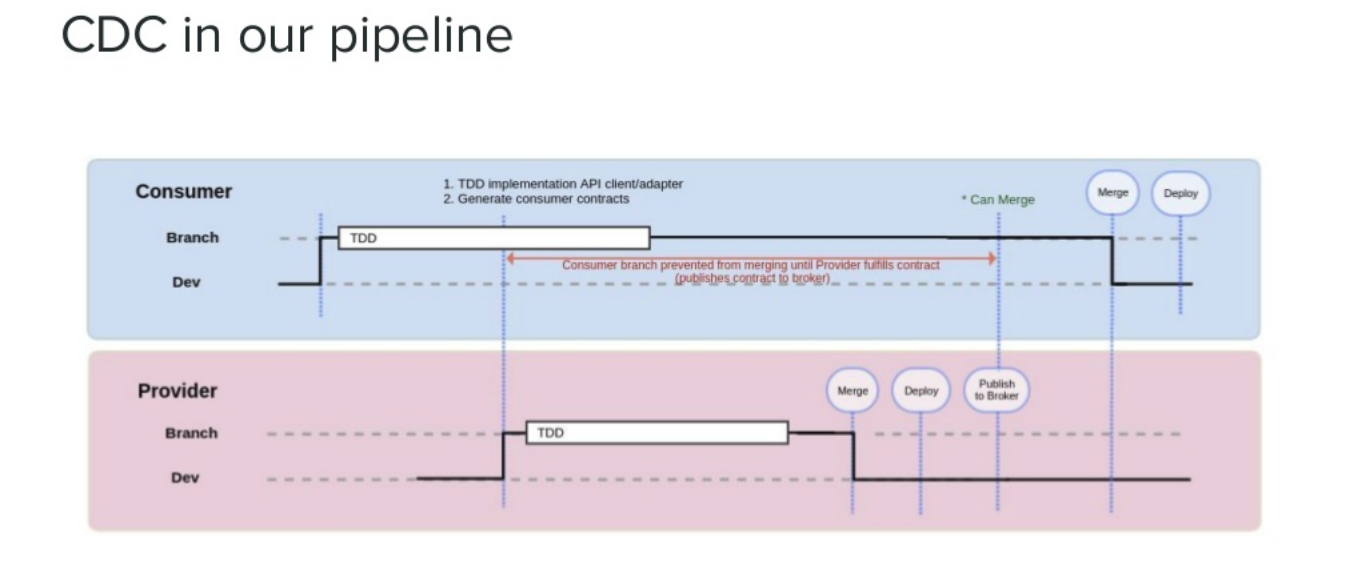 CDC in our pipeline
Consumer
1. TDD implementation API client/adapter
2. Generate consumer contracts
* Can Merge
Merge
Deploy
Branch
TDD
Consumer branch prevented from merging until Provider fulfills contract
(publishes contract to broker)
Dev
Provider
Merge
Deploy
Publish
to Broker
Branch
TDD
Dev